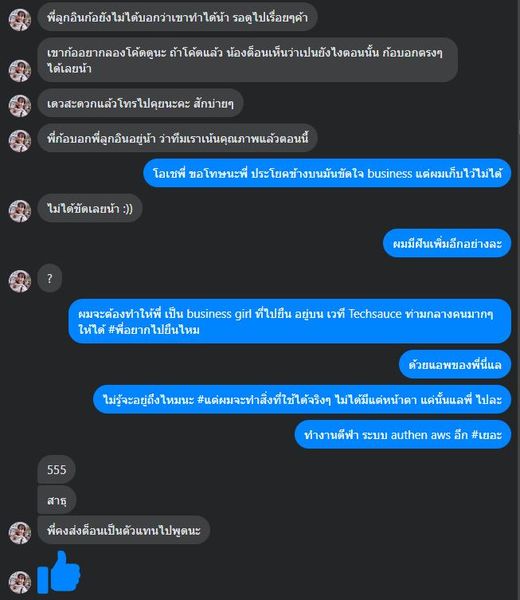 พี่ลูกอินก้อยังไม่ได้บอกว่าเขาทำได้น้า รอดูไปเรื่อยๆค้า
เขาก้ออยากลองโค้ดดูนะ ถ้าโค้ดแล้ว น้องต็อนเห็นว่าเปนยังไงตอนนั้น ก้อบอกตรงๆ
ได้เลยน้า
เดวสะดวกแล้วโทรไปคุยนะคะ สักบ่ายๆ
พี่ก้อบอกพี่ลูกอินอยู่น้า ว่าทีมเราเน้นคุณภาพแล้วตอนนี้
โอเชพี่ ขอโทษนะพี่ ประโยคข้างบนมันขัดใจ business แต่ผมเก็บไว้ไม่ได้
ไม่ได้ขัดเลยน้า :))
ผมมีฝันเพิ่มอีกอย่างละ
?
ผมจะต้องทำให้พี่ เป็น business girl ที่ไปยืน อยู่บน เวที Techsauce ท่ามกลางคนมากๆ
ให้ได้ #พี่อยากไปยืนไหม
ด้วยแอพของพี่นี่แล
ไม่รู้จะอยู่ถึงไหมนะ #แต่ผมจะทำสิ่งที่ใช้ได้จริงๆ ไม่ได้มีแต่หน้าตา แค่นั้นแลพี่ ไปละ
ทำงานดีฟ่า ระบบ authen aws อีก #เยอะ
555
สาธุ
พี่คงส่งต็อนเป็นตัวแทนไปพูดนะ